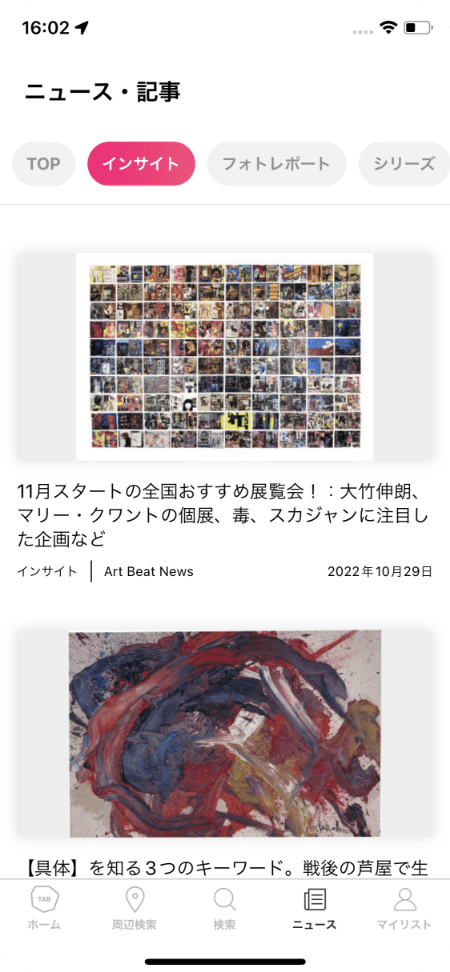 16:02
ニュース・記事
TOP インサイト フォトレポート シリーズ
11月スタートの全国おすすめ展覧会!:大竹伸朗、
マリー・クワントの個展、毒、スカジャンに注目し
た企画など
インサイト | Art Beat News 2022年10月29日
【具体】を知る3つのキーワード。戦後の芦屋で生
TAB
ホーム 周辺検索 検索 ニュース マイリスト